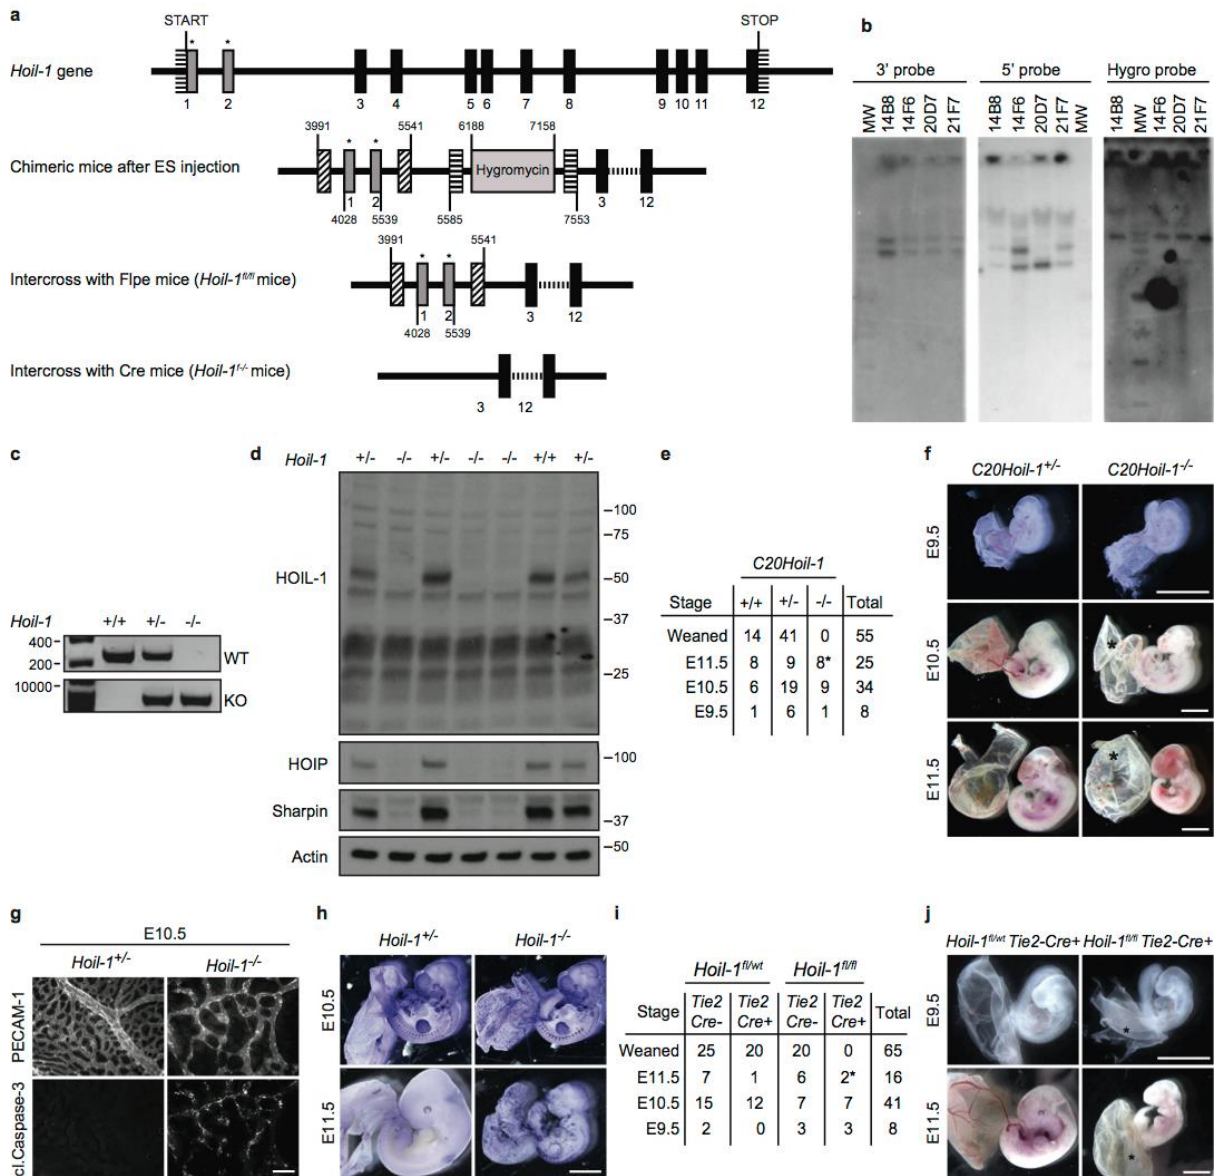 a
START
STOP
Hoil-1 gene
* *
1 2 3 4 5 6 7 8 9 10 11 12
3991 5541 6188 7158
Chimeric mice after ES injection
* *
Hygromycin
1 2 3 12
4028 5539 5585 7553
3991 5541
Intercross with Flpe mice (Hoil-1fl/fl mice)
* *
1 2 3 12
4028 5539
Intercross with Cre mice (Hoil-1f-/- mice)
3 12
b
3' probe 5' probe Hygro probe
MW 14B8 14F6 20D7 21F7
14B8 14F6 20D7 21F7 MW
14B8 MW 14F6 20D7 21F7
c
Hoil-1 +/+ +/- -/-
400
200
WT
10000
KO
d
Hoil-1 +/- -/- +/- -/- -/- +/+ +/-
HOIL-1
100
75
50
37
25
HOIP
100
Sharpin
37
Actin
50
e
C20Hoil-1
Stage +/+ +/- -/- Total
Weaned 14 41 0 55
E11.5 8 9 8* 25
E10.5 6 19 9 34
E9.5 1 6 1 8
f
C20Hoil-1+/- C20Hoil-1-/-
E9.5
E10.5
*
E11.5
*
g
E10.5
Hoil-1+/- Hoil-1-/-
PECAM-1
cl.Caspase-3
h
Hoil-1+/- Hoil-1-/-
E10.5
E11.5
i
Hoil-1fl/wt Hoil-1fl/fl
Stage Tie2 Cre- Tie2 Cre+ Tie2 Cre- Tie2 Cre+ Total
Weaned 25 20 20 0 65
E11.5 7 1 6 2* 16
E10.5 15 12 7 7 41
E9.5 2 0 3 3 8
j
Hoil-1fl/wt Tie2-Cre+ Hoil-1fl/fl Tie2-Cre+
E9.5
*
E11.5
*